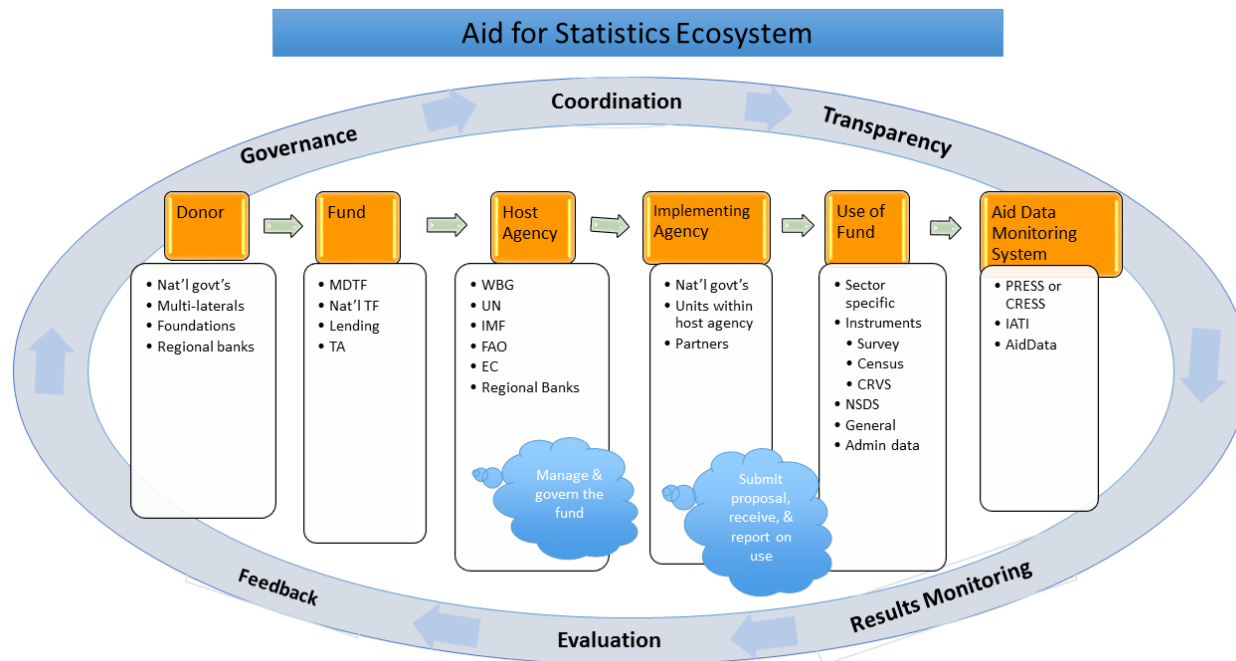 Aid for Statistics Ecosystem
Governance
Coordination
Transparency
Donor
• Nat'l govt's
• Multi-laterals
• Foundations
• Regional banks
Fund
• MDTF
• Nat'l TF
• Lending
• TA
Host
Agency
• WBG
• UN
• IMF
• FAO
• EC
• Regional Banks
Manage &
govern the
fund
Implementing
Agency
• Nat'l govt's
• Units within
host agency
• Partners
Submit
proposal,
receive, &
report on
use
Use of
Fund
• Sector
specific
• Instruments
• Survey
• Census
• CRVS
• NSDS
• General
• Admin data
Aid Data
Monitoring
System
• PRESS or
CRESS
• IATI
• AidData
Results Monitoring
Evaluation
Feedback